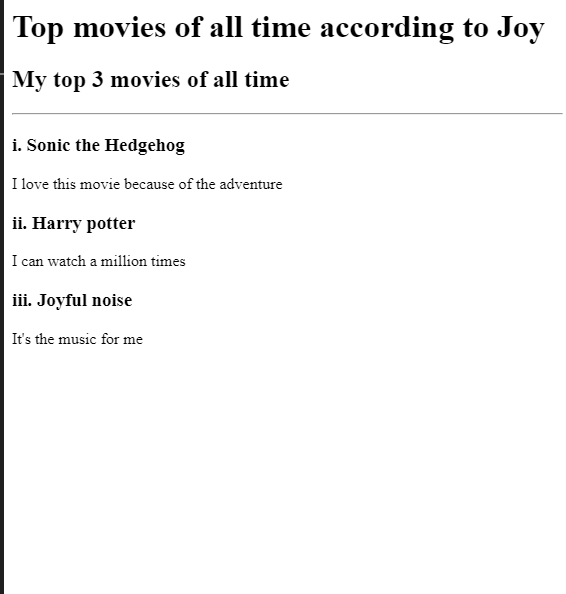 Top movies of all time according to Joy
My top 3 movies of all time
i. Sonic the Hedgehog
I love this movie because of the adventure
ii. Harry potter
I can watch a million times
iii. Joyful noise
It's the music for me